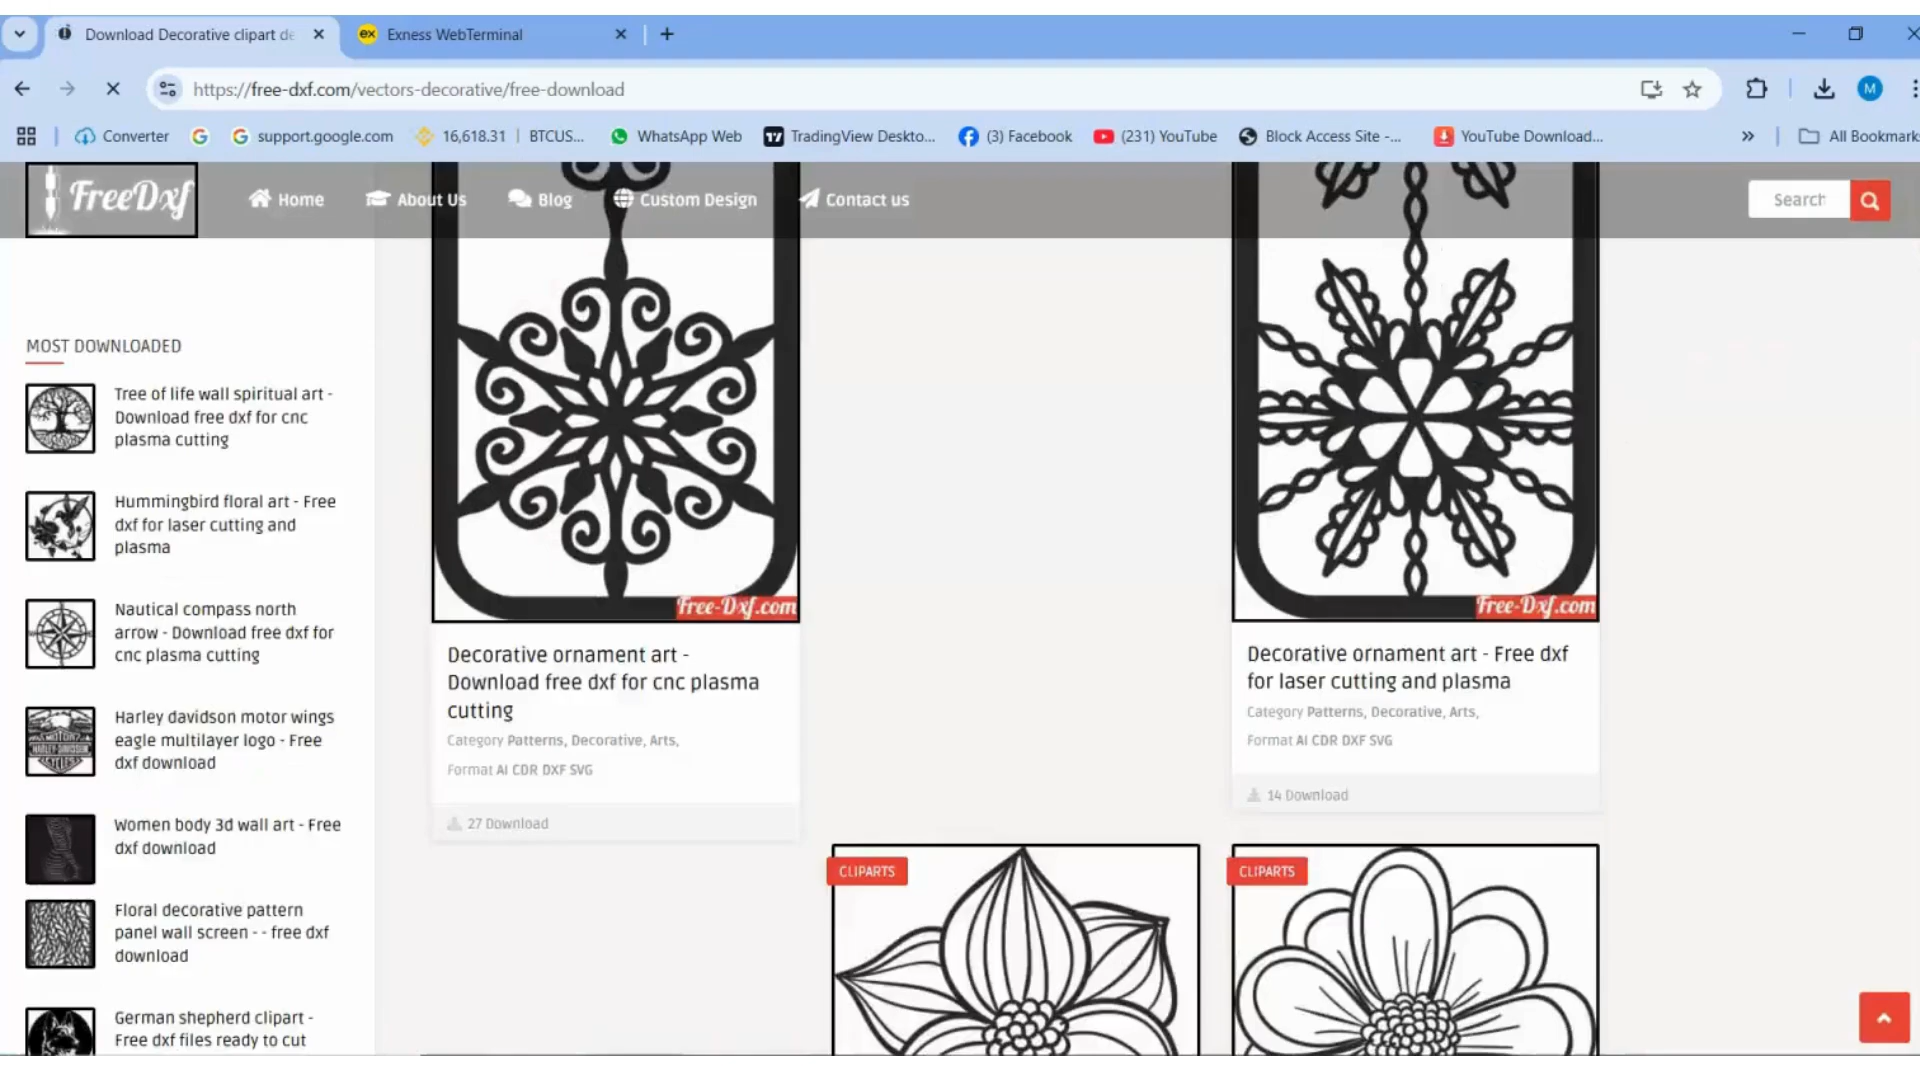 Download Decorative clipart de
Exness WebTerminal
https://free-dxf.com/vectors-decorative/free-download
M
Converter
support.google.com
16,618.31 | BTCUS...
WhatsApp Web
TradingView Deskto...
(3) Facebook
(231) YouTube
Block Access Site -...
YouTube Download...
All Bookmarks
FreeDxf
Home
About Us
Blog
Custom Design
Contact us
Search
MOST DOWNLOADED
Tree of life wall spiritual art -
Download free dxf for cnc
plasma cutting
Hummingbird floral art - Free
dxf for laser cutting and
plasma
Nautical compass north
arrow - Download free dxf for
cnc plasma cutting
Harley davidson motor wings
eagle multilayer logo - Free
dxf download
Women body 3d wall art - Free
dxf download
Floral decorative pattern
panel wall screen - - free dxf
download
German shepherd clipart -
Free dxf files ready to cut
Free-Dxf.com
Decorative ornament art -
Download free dxf for cnc plasma
cutting
Category Patterns, Decorative, Arts,
Format AI CDR DXF SVG
27 Download
Free-Dxf.com
Decorative ornament art - Free dxf
for laser cutting and plasma
Category Patterns, Decorative, Arts,
Format AI CDR DXF SVG
14 Download
CLIPARTS
CLIPARTS